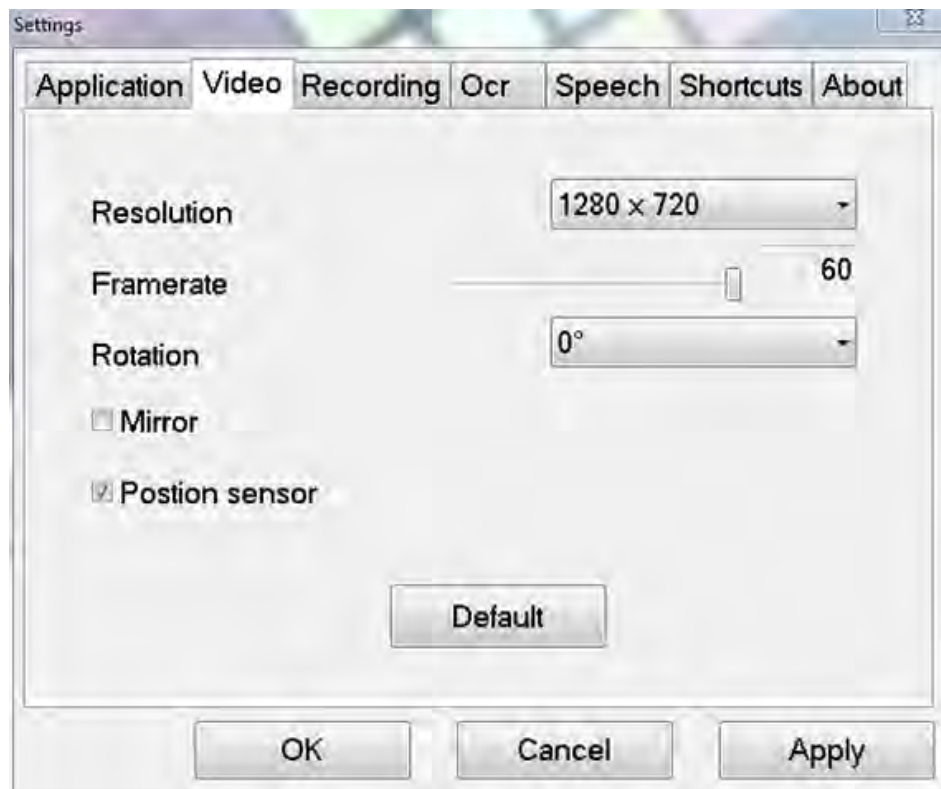 Settings
Application Video Recording Ocr Speech Shortcuts About
Resolution 1280 x 720
Framerate 60
Rotation 0°
Mirror
Postion sensor
Default
OK Cancel Apply